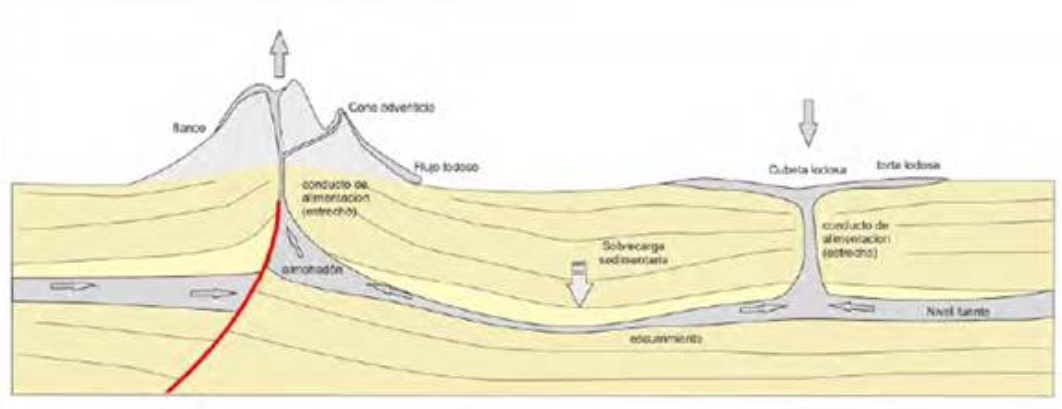 flanco
Cono adventicio
Flujo lodoso
conducto de
alimentacion
(estrecho)
almohadón
Sobrecarga
sedimentaria
escurrimiento
Cubeta lodosa
torta lodosa
conducto de
alimentacion
(estrecho)
Nivel fuente